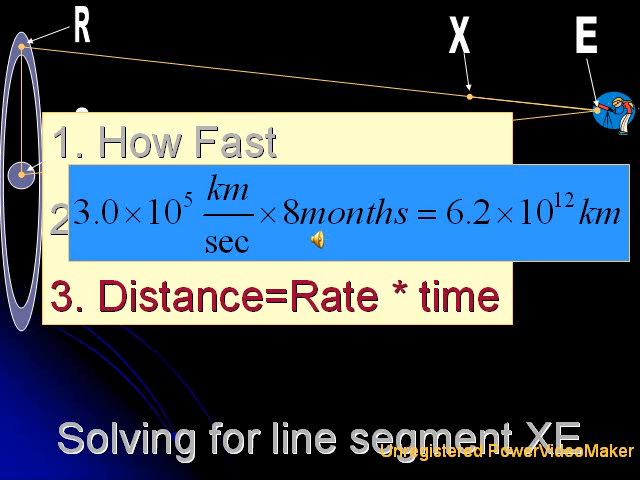 R
X E
1. How Fast
2
3.0×10⁵ km/sec ×8months = 6.2×10¹² km
3. Distance=Rate * time
Solving for line segment XE
Unregistered PowerVideoMaker